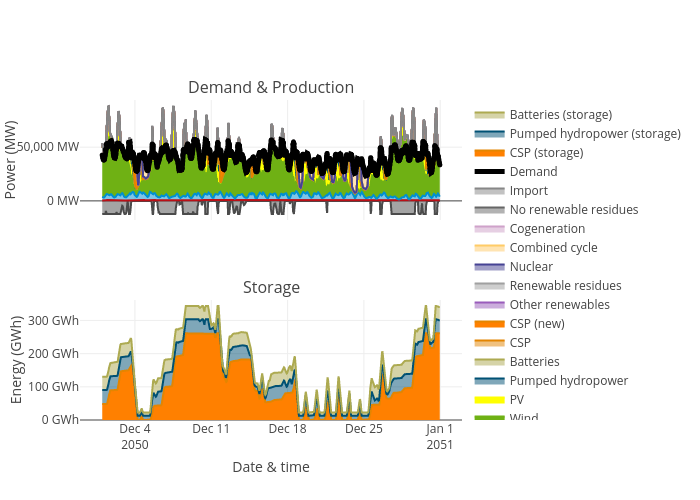 Demand & Production
Power (MW)
50,000 MW
0 MW
Storage
Energy (GWh)
300 GWh
200 GWh
100 GWh
0 GWh
Dec 4
2050
Dec 11
Dec 18
Dec 25
Jan 1
2051
Date & time
Batteries (storage)
Pumped hydropower (storage)
CSP (storage)
Demand
Import
No renewable residues
Cogeneration
Combined cycle
Nuclear
Renewable residues
Other renewables
CSP (new)
CSP
Batteries
Pumped hydropower
PV
Wind